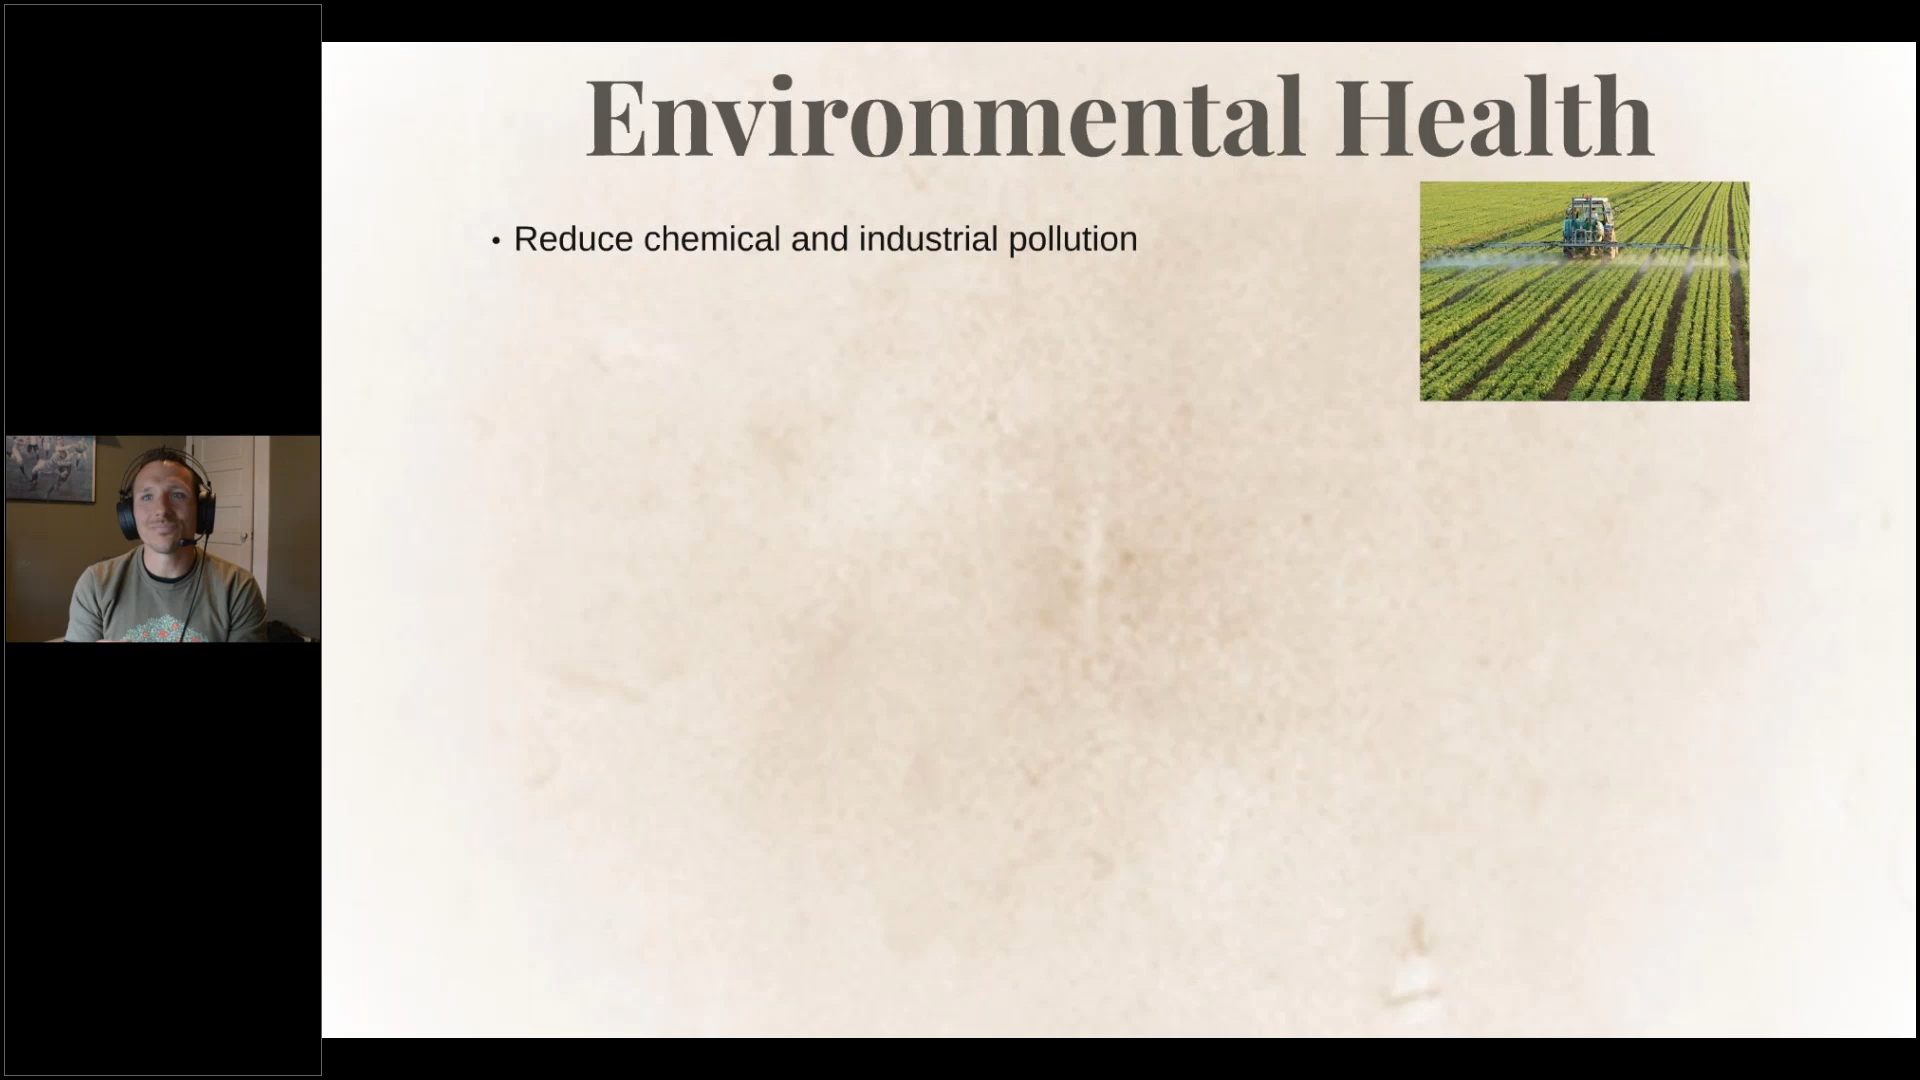 Environmental Health
• Reduce chemical and industrial pollution